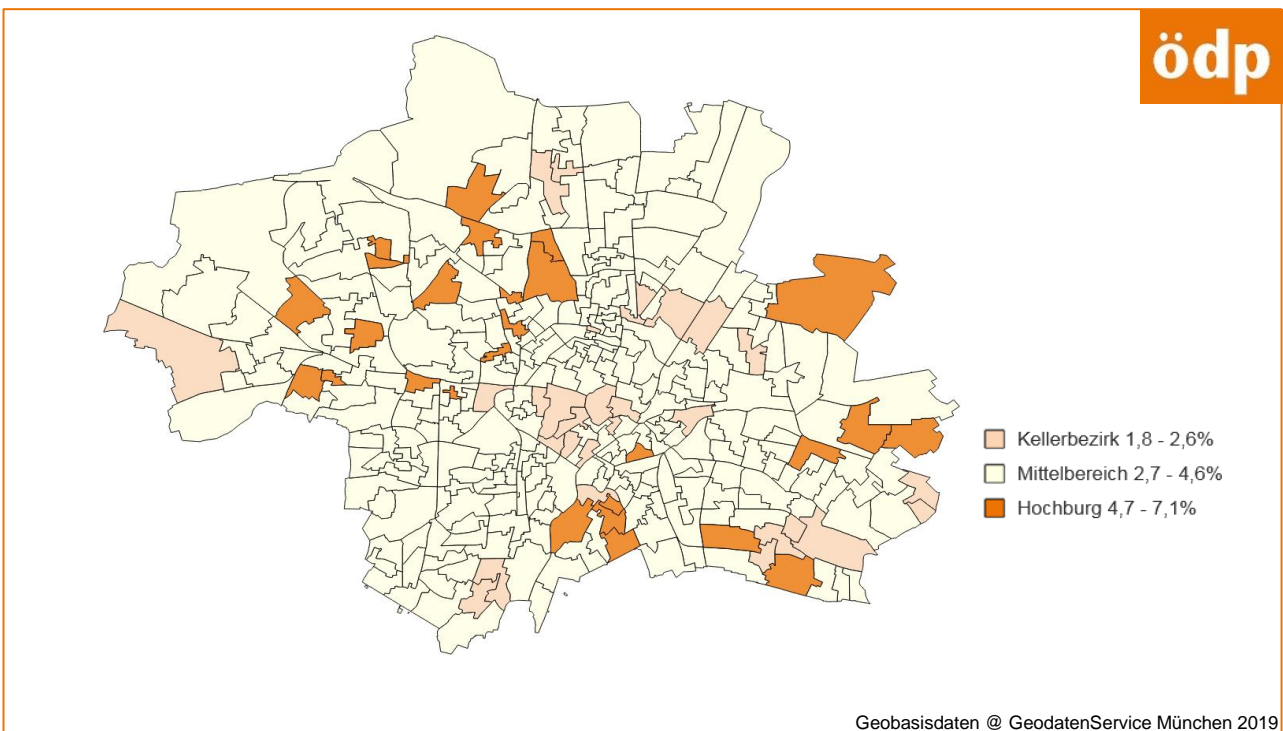 ödp
Kellerbezirk 1,8 - 2,6%
Mittelbereich 2,7 - 4,6%
Hochburg 4,7 - 7,1%
Geobasisdaten @ GeodatenService München 2019